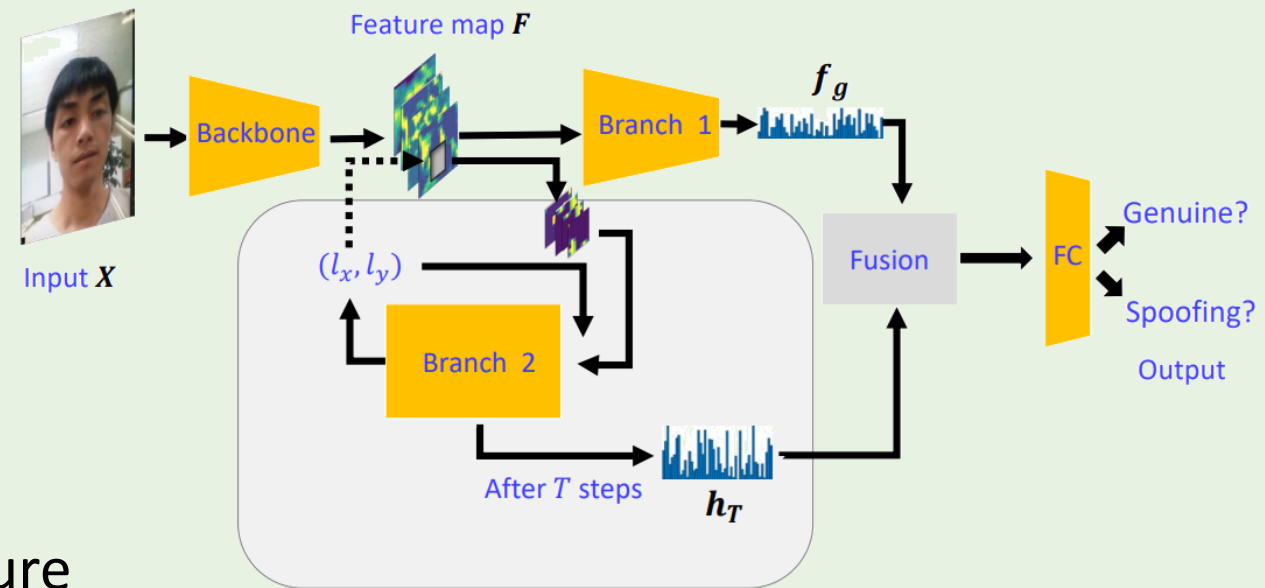 Feature map F
f_g
Backbone
Branch 1
Input X
(l_x, l_y)
Branch 2
Fusion
FC
Genuine?
Spoofing?
Output
After T steps
h_T
ure